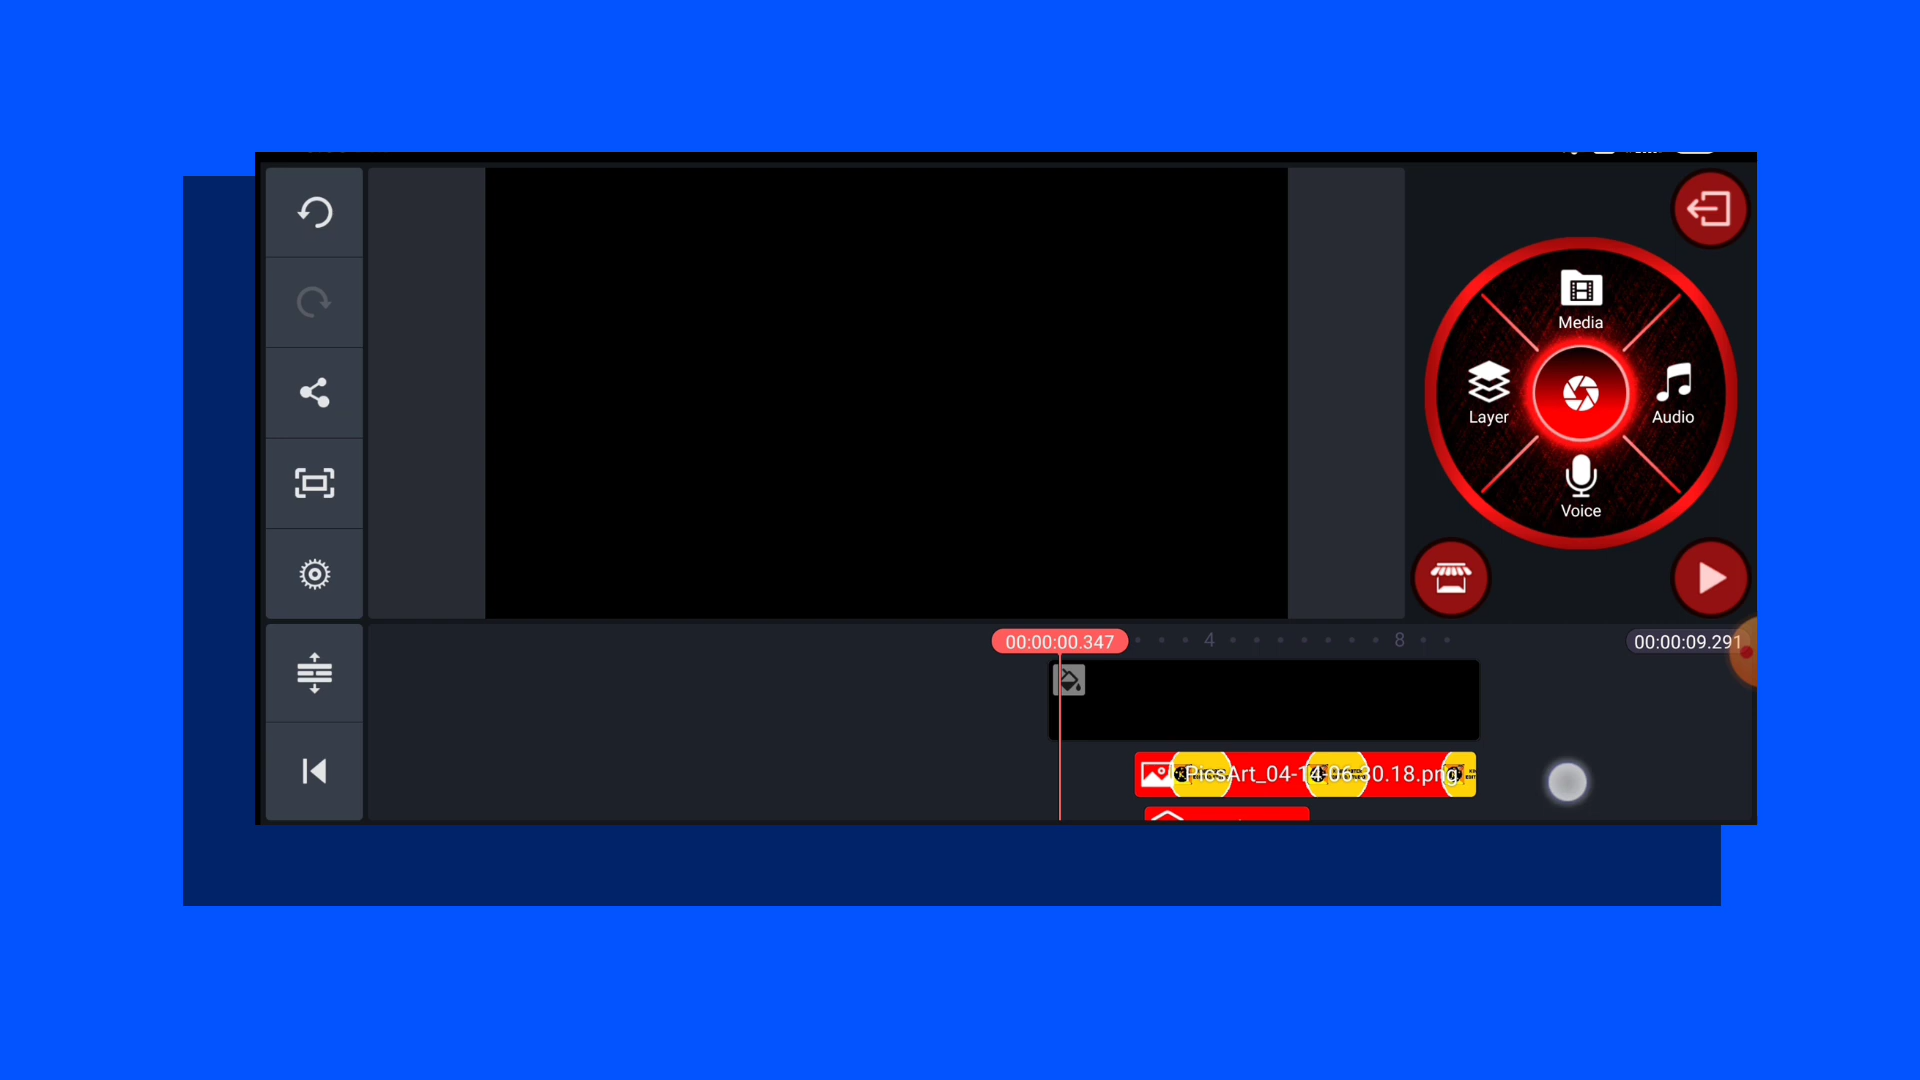 Media
Layer
Audio
Voice
00:00:00.347
4
8
00:00:09.291
PicsArt_04-14-06-30.18.png